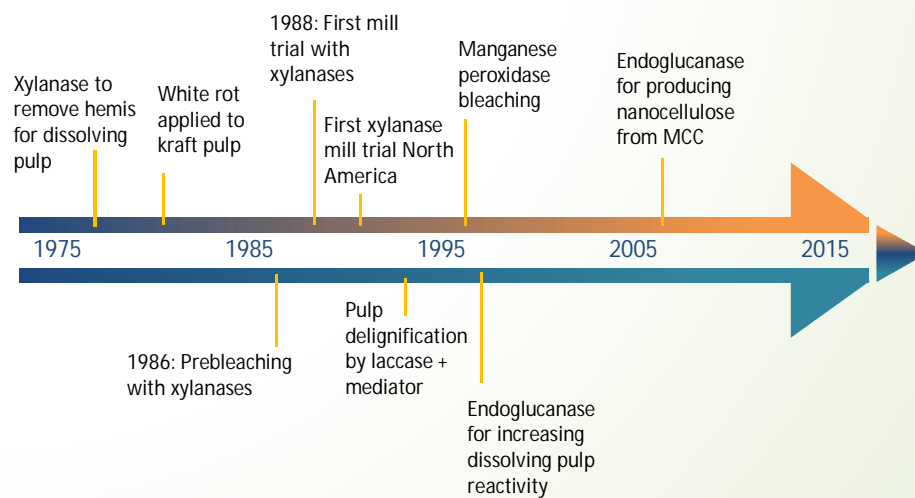 1988: First mill
trial with
xylanases
Manganese
peroxidase
bleaching
Endoglucanase
for producing
nanocellulose
from MCC
Xylanase to
remove hemis
for dissolving
pulp
White rot
applied to
kraft pulp
First xylanase
mill trial North
America
1975
1985
1995
2005
2015
1986: Prebleaching
with xylanases
Pulp
delignification
by laccase +
mediator
Endoglucanase
for increasing
dissolving pulp
reactivity